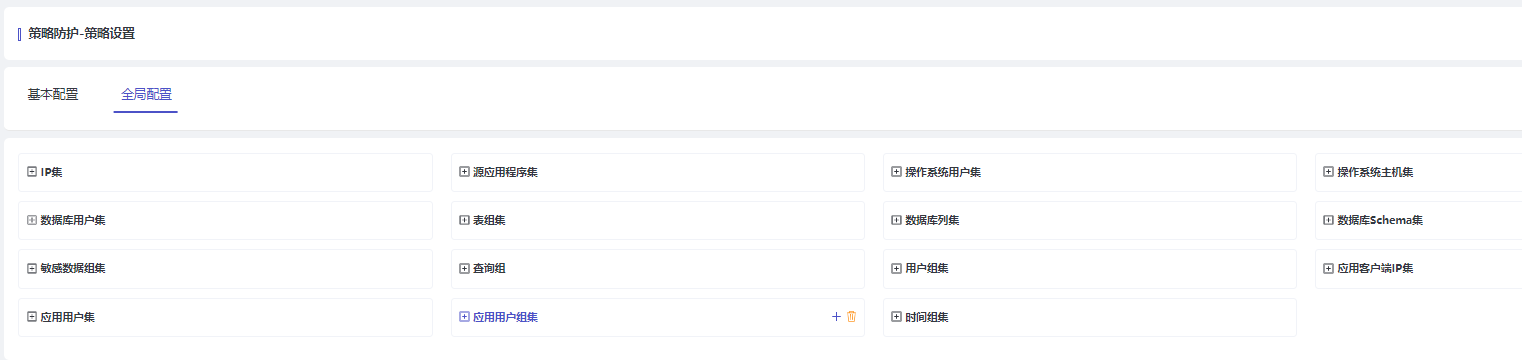 策略防护-策略设置
基本配置 全局配置
IP集 源应用程序集 操作系统用户集 操作系统主机集
数据库用户集 表组集 数据库列集 数据库Schema集
敏感数据组集 查询组 用户组集 应用客户端IP集
应用用户集 应用用户组集 时间组集